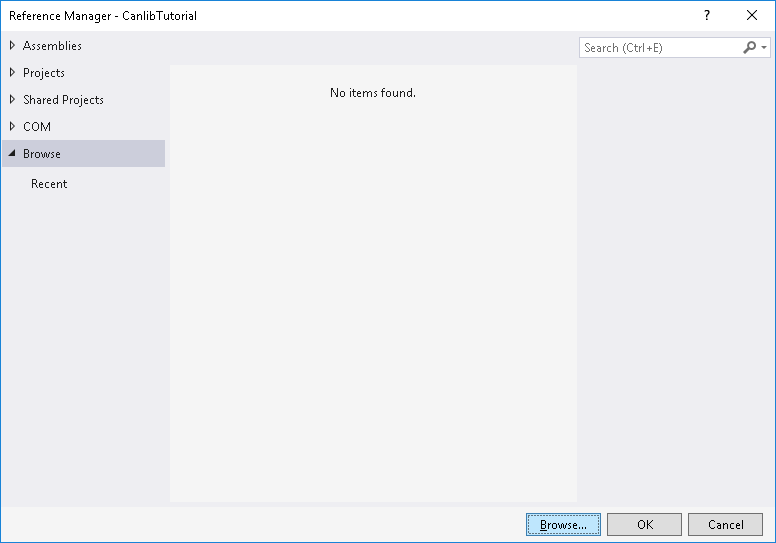 Reference Manager - CanlibTutorial
?
Assemblies
Search (Ctrl+E)
Projects
Shared Projects
COM
Browse
Recent
No items found.
Browse...
OK
Cancel